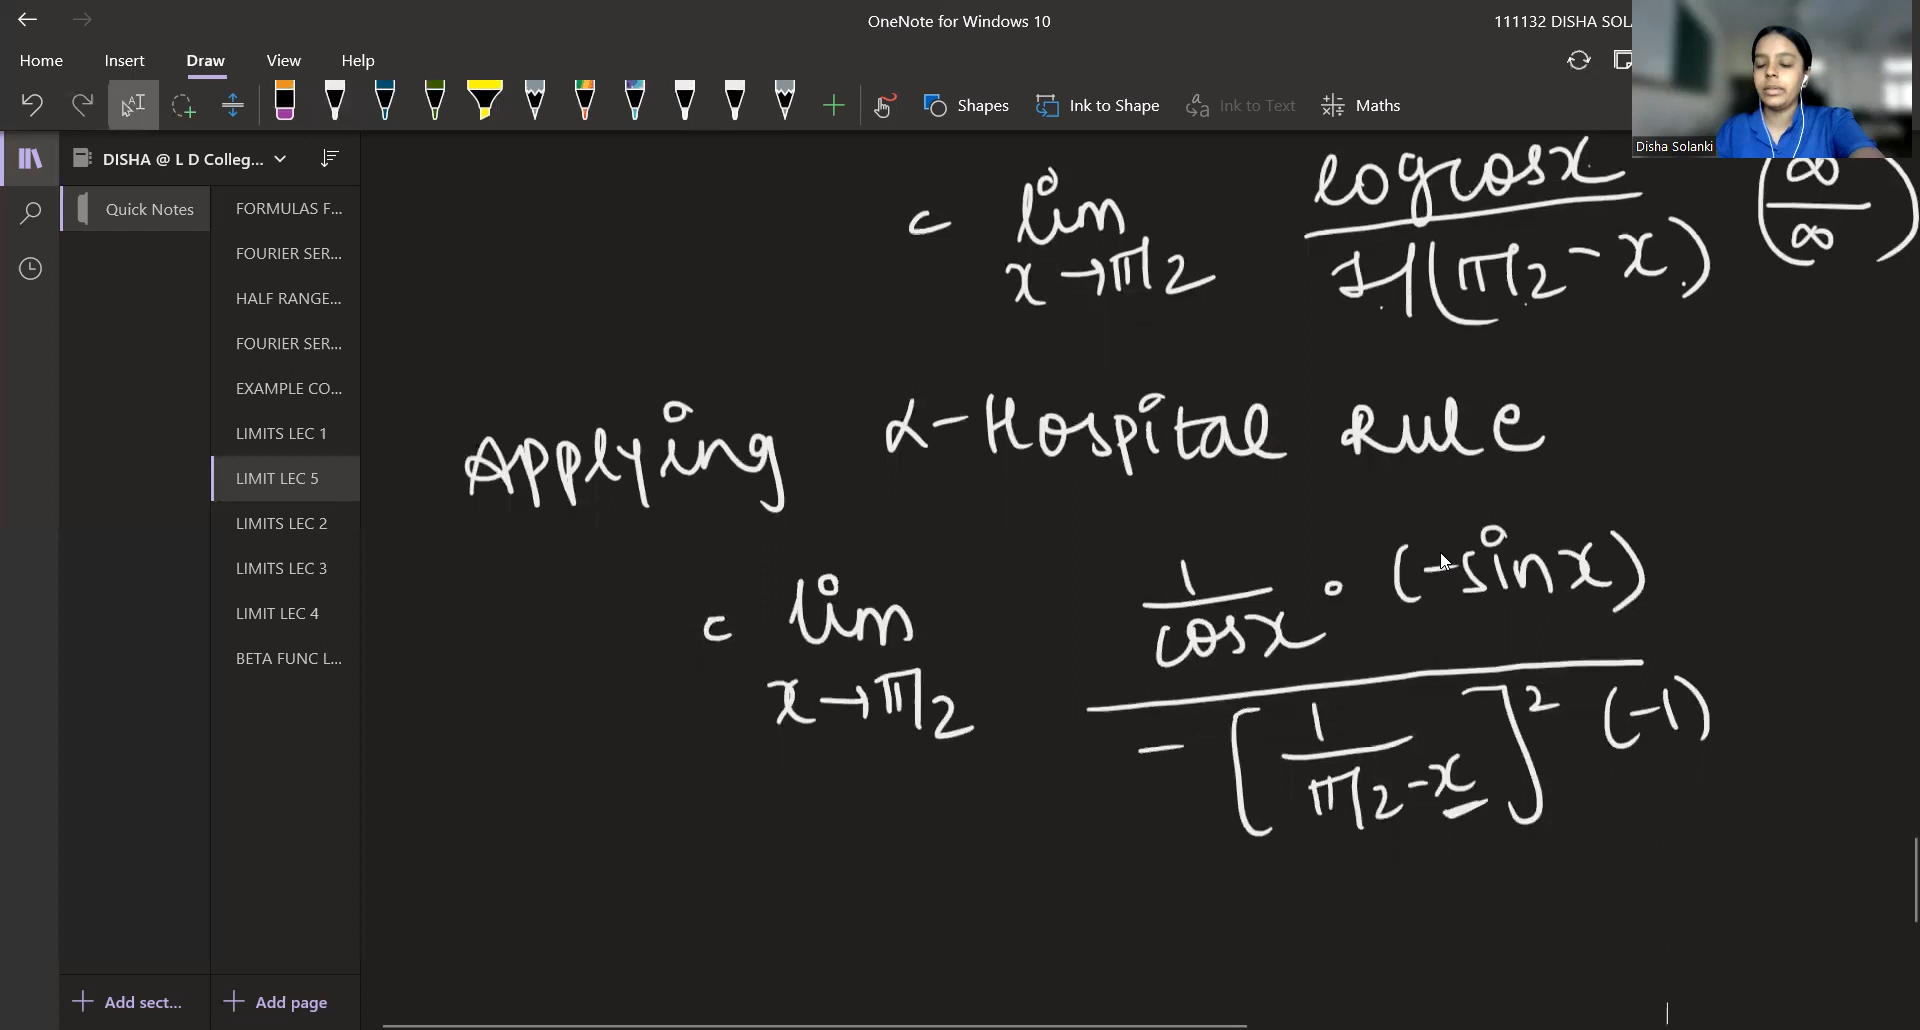 OneNote for Windows 10
111132 DISHA SOLA
Home Insert Draw View Help
Shapes Ink to Shape Ink to Text Maths
Disha Solanki
DISHA @ L D Colleg...
Quick Notes
FORMULAS F...
FOURIER SER...
HALF RANGE...
FOURIER SER...
EXAMPLE CO...
LIMITS LEC 1
LIMIT LEC 5
LIMITS LEC 2
LIMITS LEC 3
LIMIT LEC 4
BETA FUNC L...
+ Add sect...
+ Add page
= lim x→π/2 logcosx / 1/(π/2 - x) (∞/∞)
Applying L-Hospital Rule
= lim x→π/2 1/cosx · (-sinx) / -[1/(π/2-x)]² (-1)